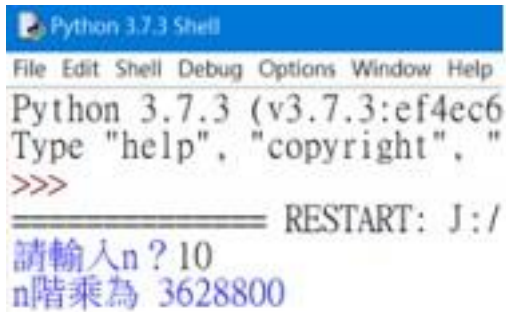 Python 3.7.3 Shell
File Edit Shell Debug Options Window Help
Python 3.7.3 (v3.7.3:ef4ec6
Type "help", "copyright", "
>>>
=============== RESTART: J:/
請輸入n？10
n階乘為 3628800